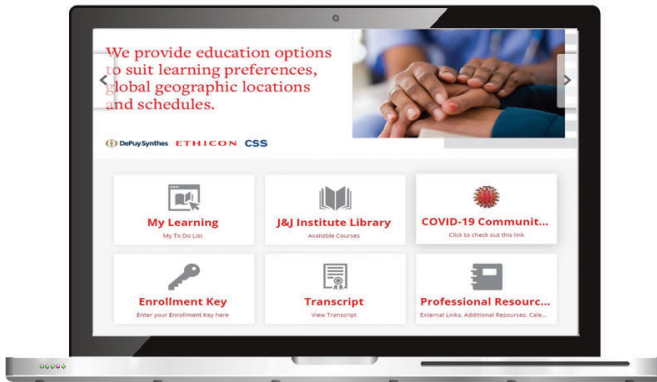 We provide education options
to suit learning preferences,
global geographic locations
and schedules.
DePuySynthes ETHICON CSS
My Learning
My To Do List
J&J Institute Library
Available Courses
COVID-19 Communit...
Click to check out this link
Enrollment Key
Enter your Enrollment Key here
Transcript
View Transcript
Professional Resourc...
External Links, Additional Resources, Cale...